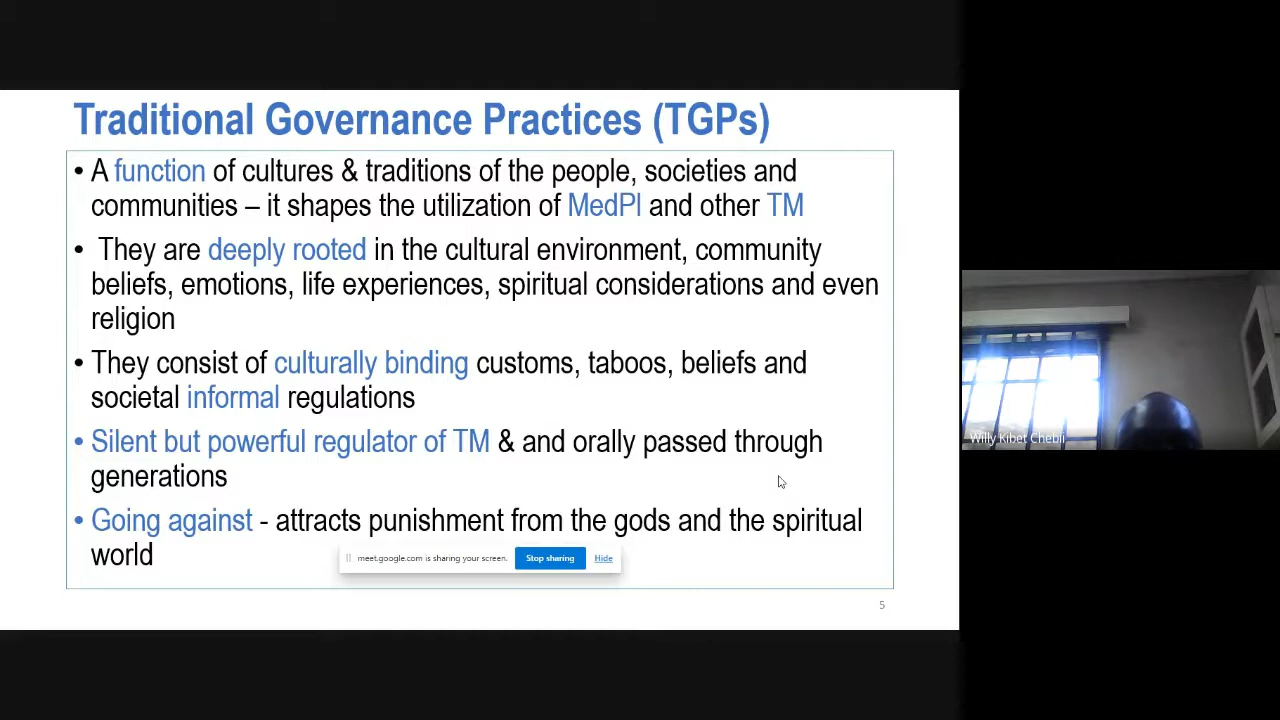 Traditional Governance Practices (TGPs)
• A function of cultures & traditions of the people, societies and
communities – it shapes the utilization of MedPl and other TM
• They are deeply rooted in the cultural environment, community
beliefs, emotions, life experiences, spiritual considerations and even
religion
• They consist of culturally binding customs, taboos, beliefs and
societal informal regulations
• Silent but powerful regulator of TM & and orally passed through
generations
• Going against - attracts punishment from the gods and the spiritual
world
meet.google.com is sharing your screen. Stop sharing Hide
5
Willy Kibet Chebii